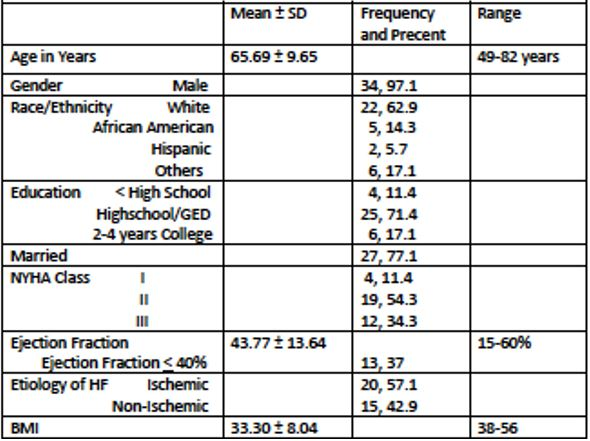 Mean ± SD Frequency and Precent Range
Age in Years 65.69 ± 9.65 49-82 years
Gender Male 34, 97.1
Race/Ethnicity White 22, 62.9
African American 5, 14.3
Hispanic 2, 5.7
Others 6, 17.1
Education < High School 4, 11.4
Highschool/GED 25, 71.4
2-4 years College 6, 17.1
Married 27, 77.1
NYHA Class I 4, 11.4
II 19, 54.3
III 12, 34.3
Ejection Fraction 43.77 ± 13.64 15-60%
Ejection Fraction ≤ 40% 13, 37
Etiology of HF Ischemic 20, 57.1
Non-Ischemic 15, 42.9
BMI 33.30 ± 8.04 38-56